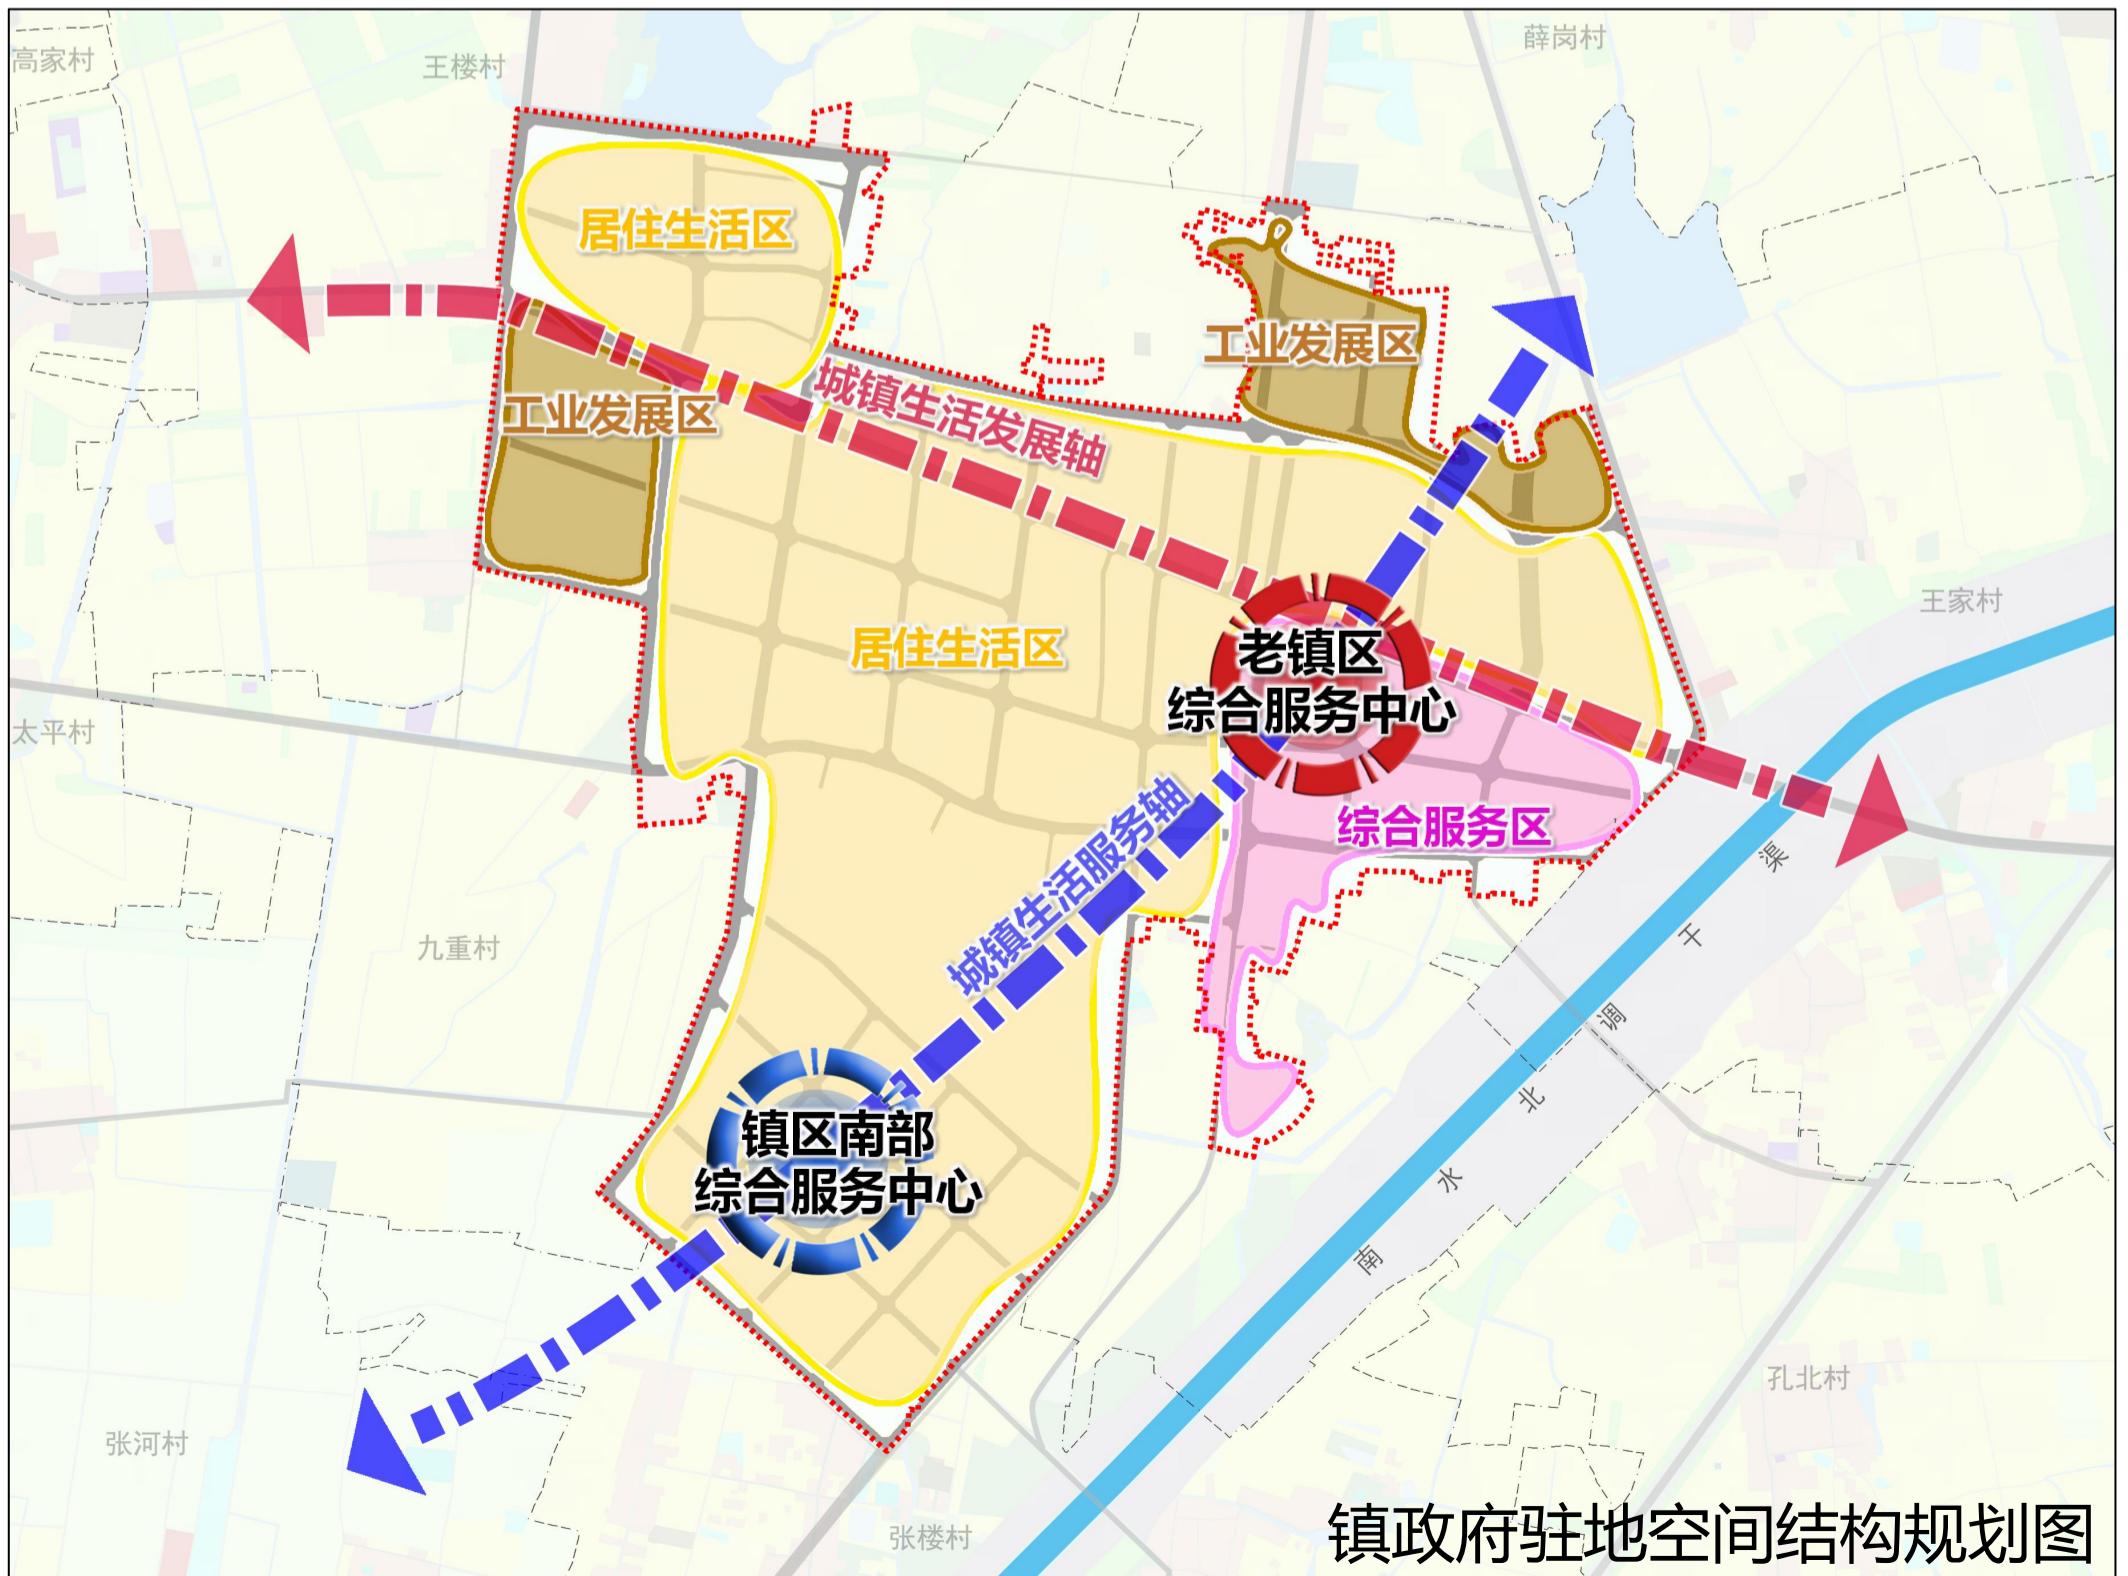 高家村
王楼村
薛岗村
居住生活区
工业发展区
工业发展区
城镇生活发展轴
王家村
居住生活区
老镇区
综合服务中心
太平村
综合服务区
城镇生活服务轴
九重村
南水北调干渠
镇区南部
综合服务中心
孔北村
张河村
张楼村
镇政府驻地空间结构规划图